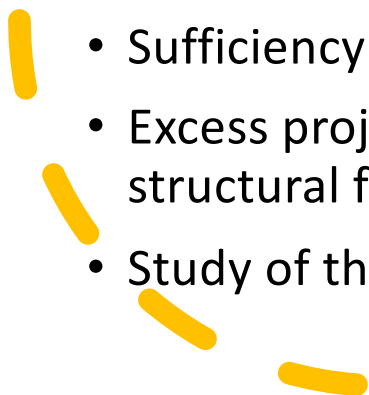 • Sufficiency
• Excess proj
structural f
• Study of th